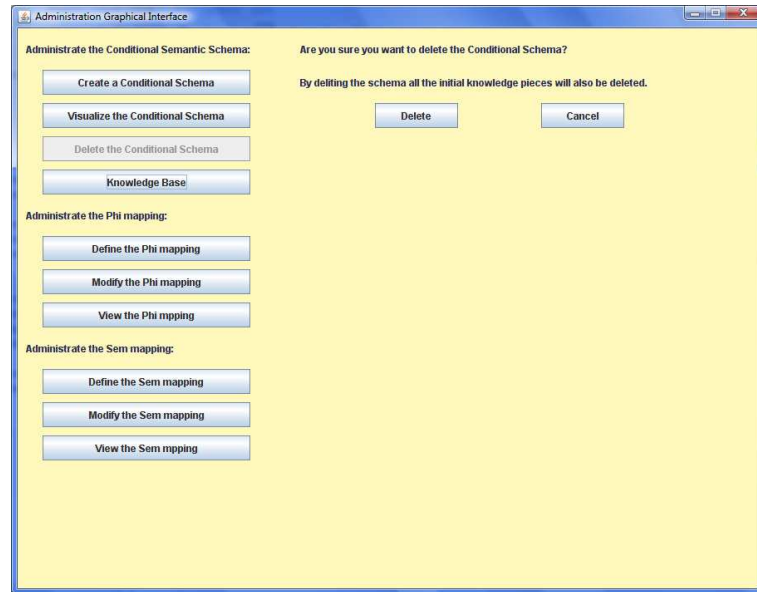 Administration Graphical Interface
Administrate the Conditional Semantic Schema:
Create a Conditional Schema
Visualize the Conditional Schema
Delete the Conditional Schema
Knowledge Base
Administrate the Phi mapping:
Define the Phi mapping
Modify the Phi mapping
View the Phi mpping
Administrate the Sem mapping:
Define the Sem mapping
Modify the Sem mapping
View the Sem mpping
Are you sure you want to delete the Conditional Schema?
By deliting the schema all the initial knowledge pieces will also be deleted.
Delete Cancel